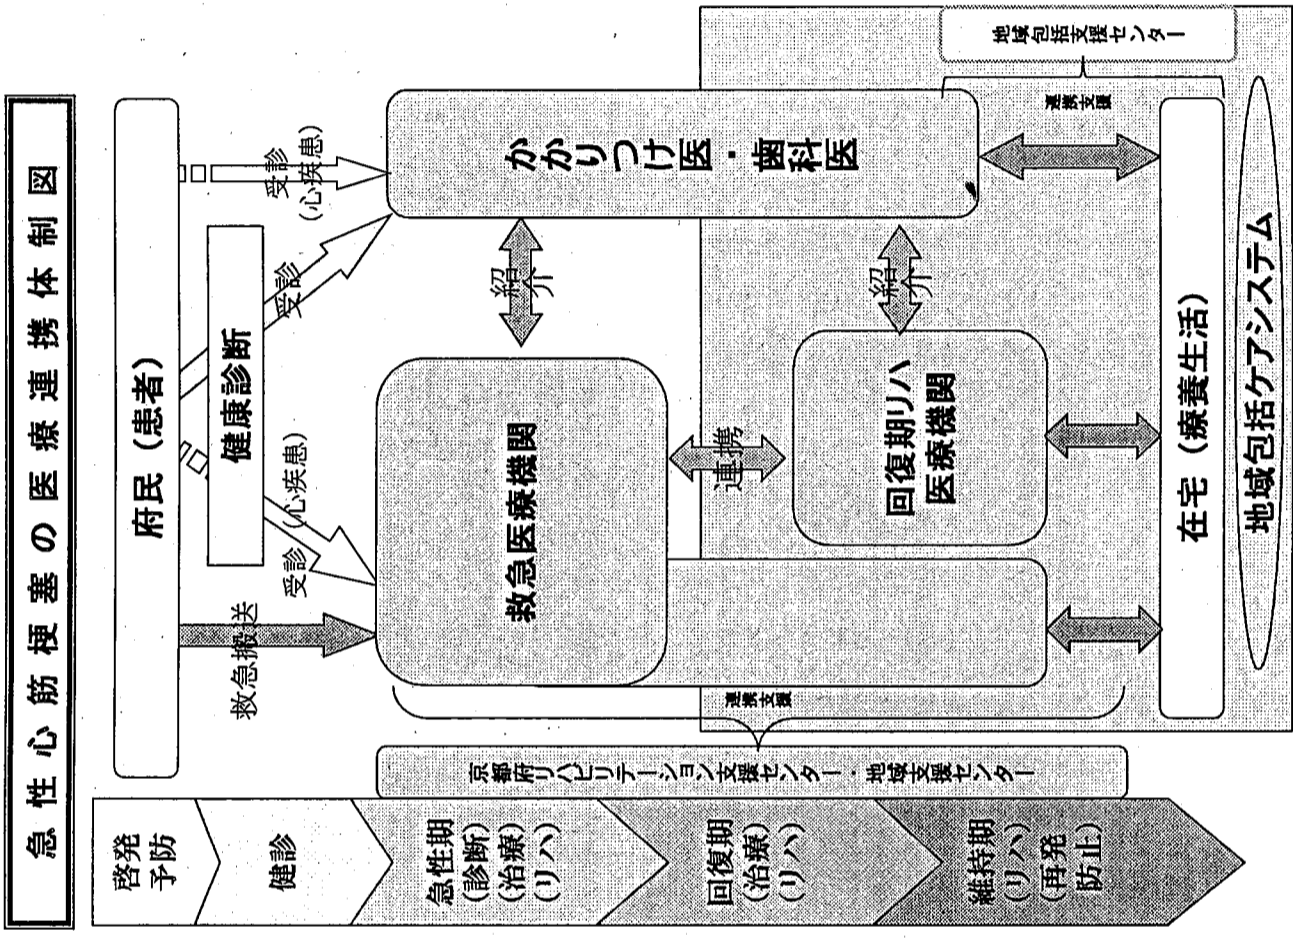 急性心筋梗塞の医療連携体制図
府民（患者）
健康診断
救急搬送
受診
（心疾患）
受診
受診
（心疾患）
救急医療機関
紹介
かかりつけ医・歯科医
連携
回復期リハ
医療機関
紹介
連携支援
京都府リハビリテーション支援センター・地域支援センター
地域包括支援センター
連携支援
在宅（療養生活）
地域包括ケアシステム
啓発
予防
健診
急性期
（診断）
（治療）
（リハ）
回復期
（治療）
（リハ）
維持期
（リハ）
（再発
防止）